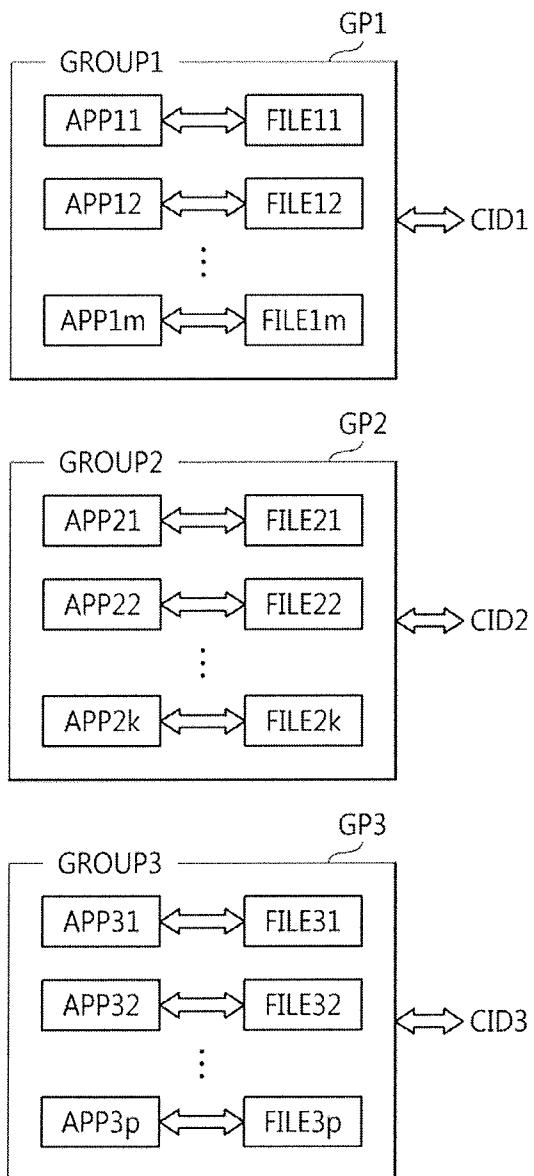 GP1
GROUP1
APP11 FILE11
APP12 FILE12
CID1
APP1m FILE1m
GP2
GROUP2
APP21 FILE21
APP22 FILE22
CID2
APP2k FILE2k
GP3
GROUP3
APP31 FILE31
APP32 FILE32
CID3
APP3p FILE3p